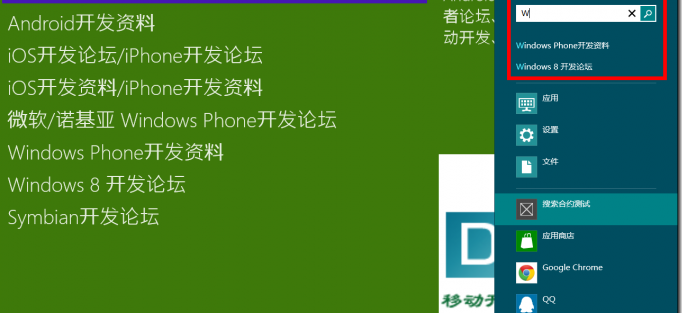 Android开发资料
iOS开发论坛/iPhone开发论坛
iOS开发资料/iPhone开发资料
微软/诺基亚 Windows Phone开发论坛
Windows Phone开发资料
Windows 8 开发论坛
Symbian开发论坛
者论坛、
动开发、
D
移动开
W
Windows Phone开发资料
Windows 8 开发论坛
应用
设置
文件
搜索合约测试
应用商店
Google Chrome
QQ